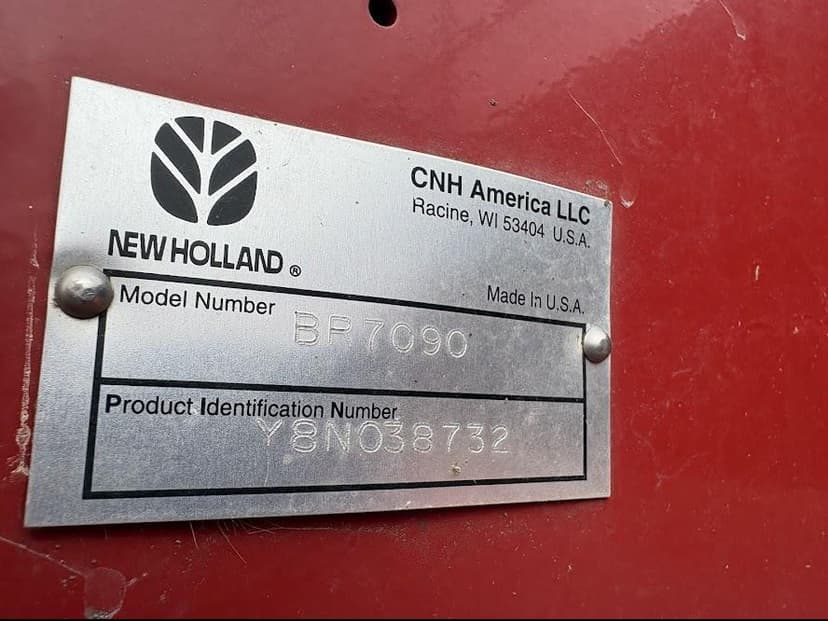 NEW HOLLAND ®
CNH America LLC
Racine, WI 53404 U.S.A.
Made In U.S.A.
Model Number
BR7090
Product Identification Number
Y8N038732